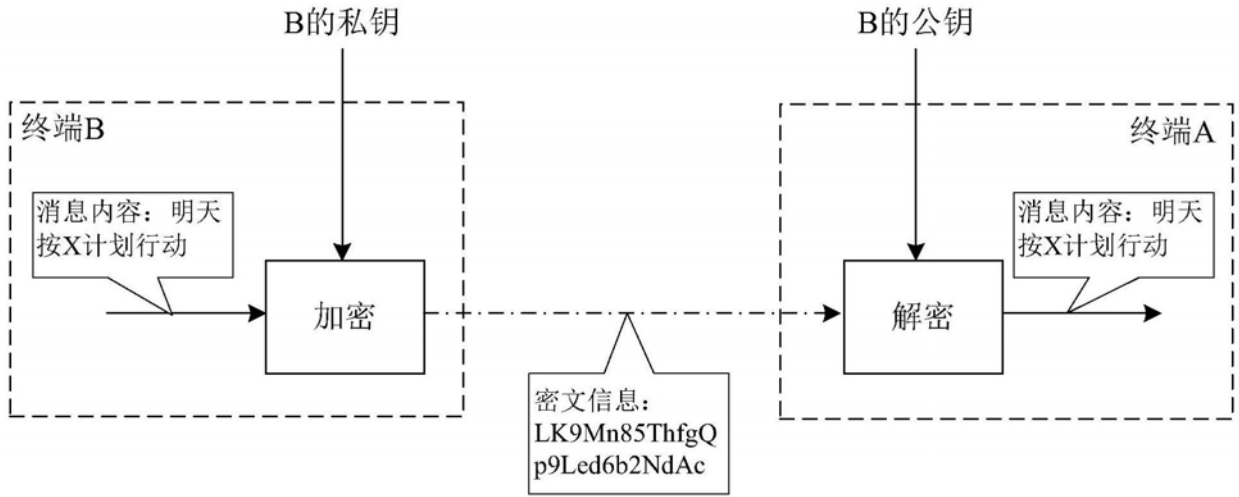 B的私钥
B的公钥
终端B
终端A
消息内容：明天
按X计划行动
消息内容：明天
按X计划行动
加密
解密
密文信息：
LK9Mn85ThfgQ
p9Led6b2NdAc